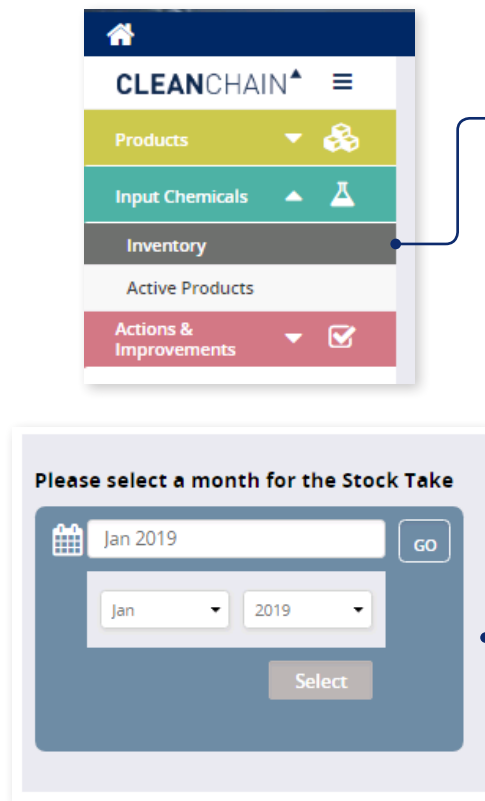 CLEANCHAIN
Products
Input Chemicals
Inventory
Active Products
Actions &
Improvements
Please select a month for the Stock Take
Jan 2019
GO
Jan
2019
Select